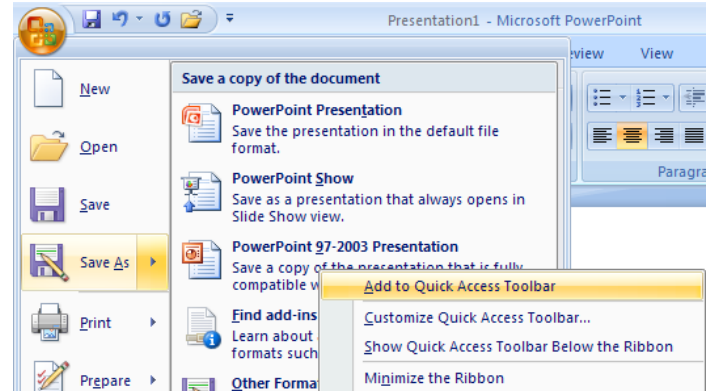 Presentation1 - Microsoft PowerPoint
view View
New
Open
Save
Save As
Print
Prepare
Save a copy of the document
PowerPoint Presentation
Save the presentation in the default file
format.
PowerPoint Show
Save as a presentation that always opens in
Slide Show view.
PowerPoint 97-2003 Presentation
Save a copy of the presentation that is fully
compatible w
Find add-ins
Learn about
formats such
Other Forma
Add to Quick Access Toolbar
Customize Quick Access Toolbar...
Show Quick Access Toolbar Below the Ribbon
Minimize the Ribbon
Paragra